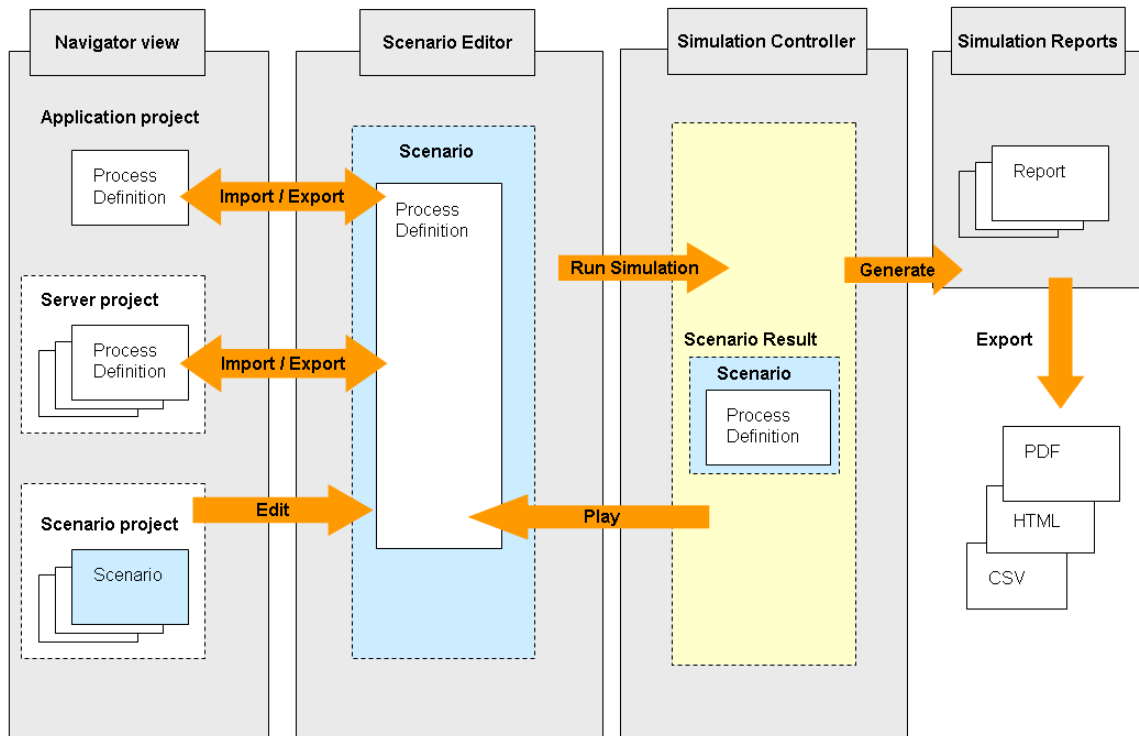 Navigator view
Scenario Editor
Simulation Controller
Simulation Reports
Application project
Process
Definition
Import / Export
Server project
Process
Definition
Import / Export
Scenario project
Scenario
Edit
Scenario
Process
Definition
Run Simulation
Scenario Result
Scenario
Process
Definition
Play
Generate
Report
Export
PDF
HTML
CSV